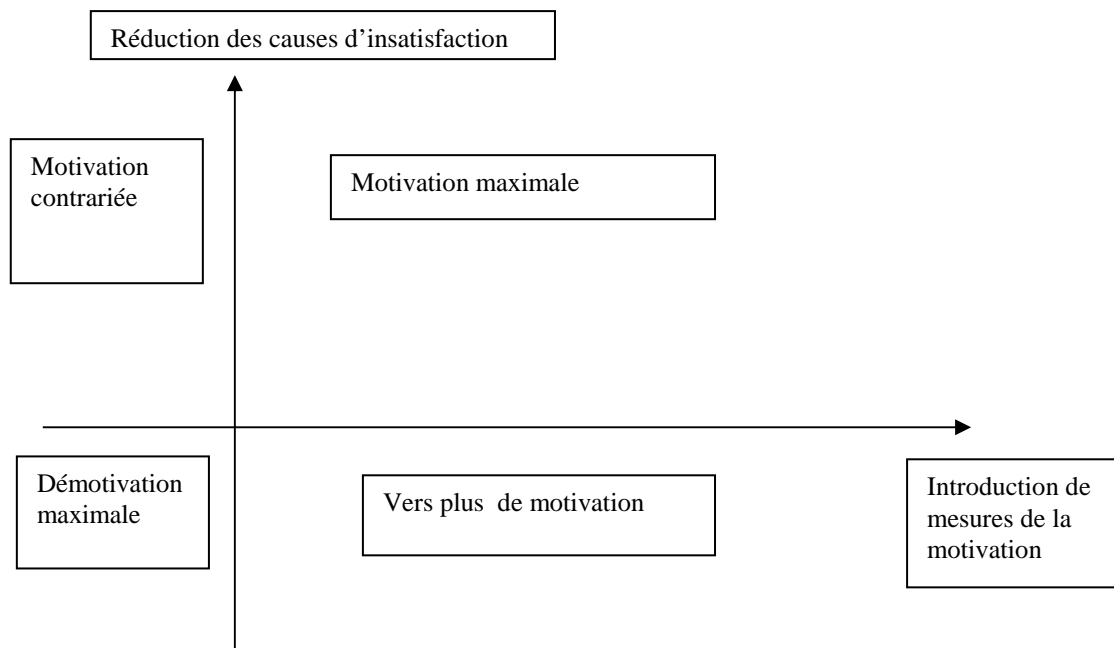 Réduction des causes d’insatisfaction
Motivation
contrariée
Motivation maximale
Démotivation
maximale
Vers plus de motivation
Introduction de
mesures de la
motivation